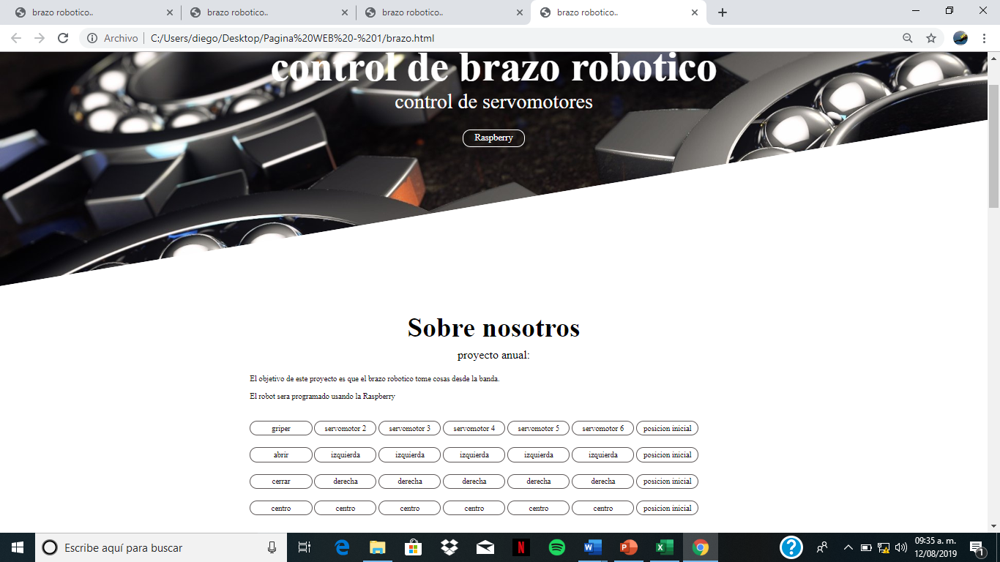 brazo robotico.. brazo robotico.. brazo robotico.. brazo robotico..
Archivo C:/Users/diego/Desktop/Pagina%20WEB%20-%201/brazo.html
control de brazo robotico
control de servomotores
Raspberry
Sobre nosotros
proyecto anual:
El objetivo de este proyecto es que el brazo robotico tome cosas desde la banda.
El robot sera programado usando la Raspberry
griper servomotor 2 servomotor 3 servomotor 4 servomotor 5 servomotor 6 posicion inicial
abrir izquierda izquierda izquierda izquierda izquierda posicion inicial
cerrar derecha derecha derecha derecha derecha posicion inicial
centro centro centro centro centro centro posicion inicial
Escribe aquí para buscar
09:35 a. m.
12/08/2019
1